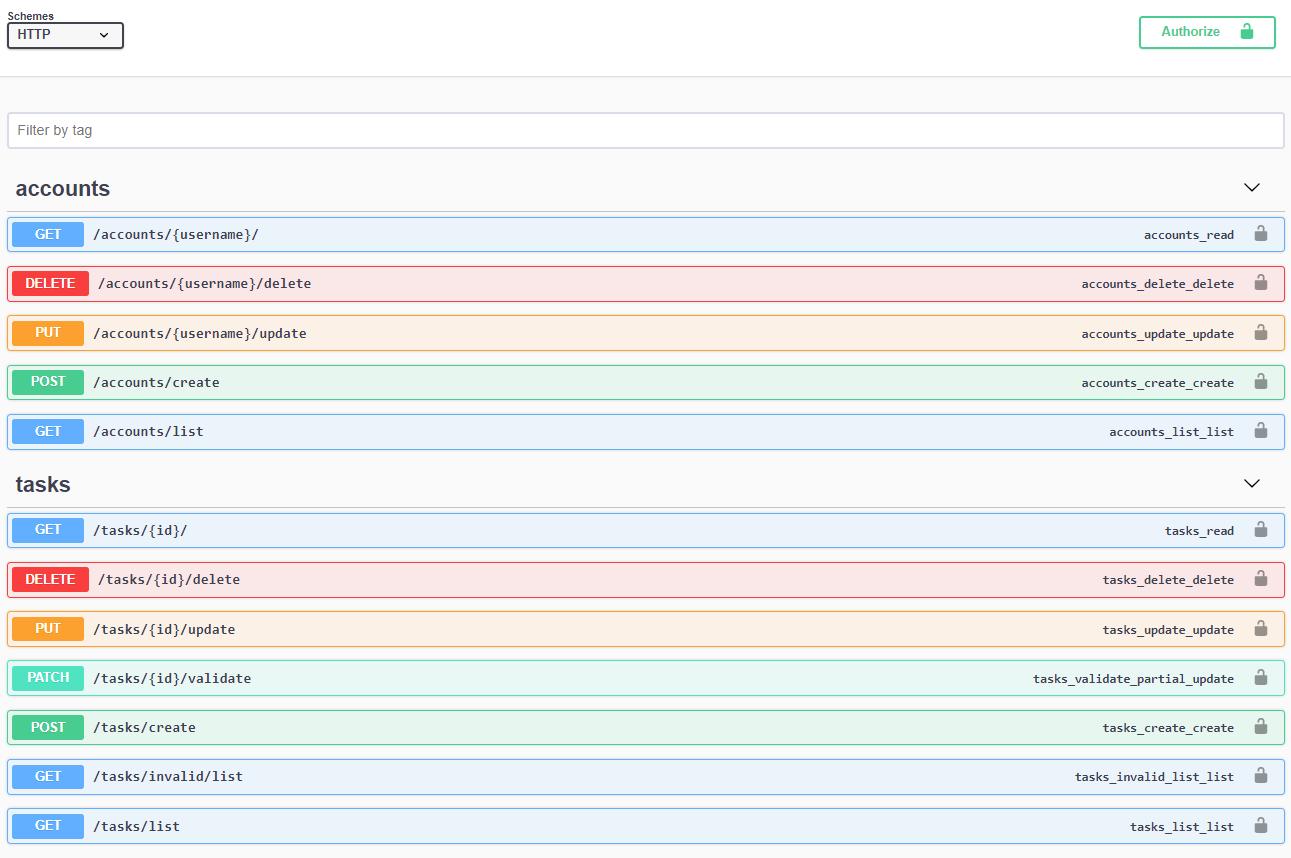 Schemes
HTTP
Authorize
Filter by tag
accounts
GET /accounts/{username}/ accounts_read
DELETE /accounts/{username}/delete accounts_delete_delete
PUT /accounts/{username}/update accounts_update_update
POST /accounts/create accounts_create_create
GET /accounts/list accounts_list_list
tasks
GET /tasks/{id}/ tasks_read
DELETE /tasks/{id}/delete tasks_delete_delete
PUT /tasks/{id}/update tasks_update_update
PATCH /tasks/{id}/validate tasks_validate_partial_update
POST /tasks/create tasks_create_create
GET /tasks/invalid/list tasks_invalid_list_list
GET /tasks/list tasks_list_list